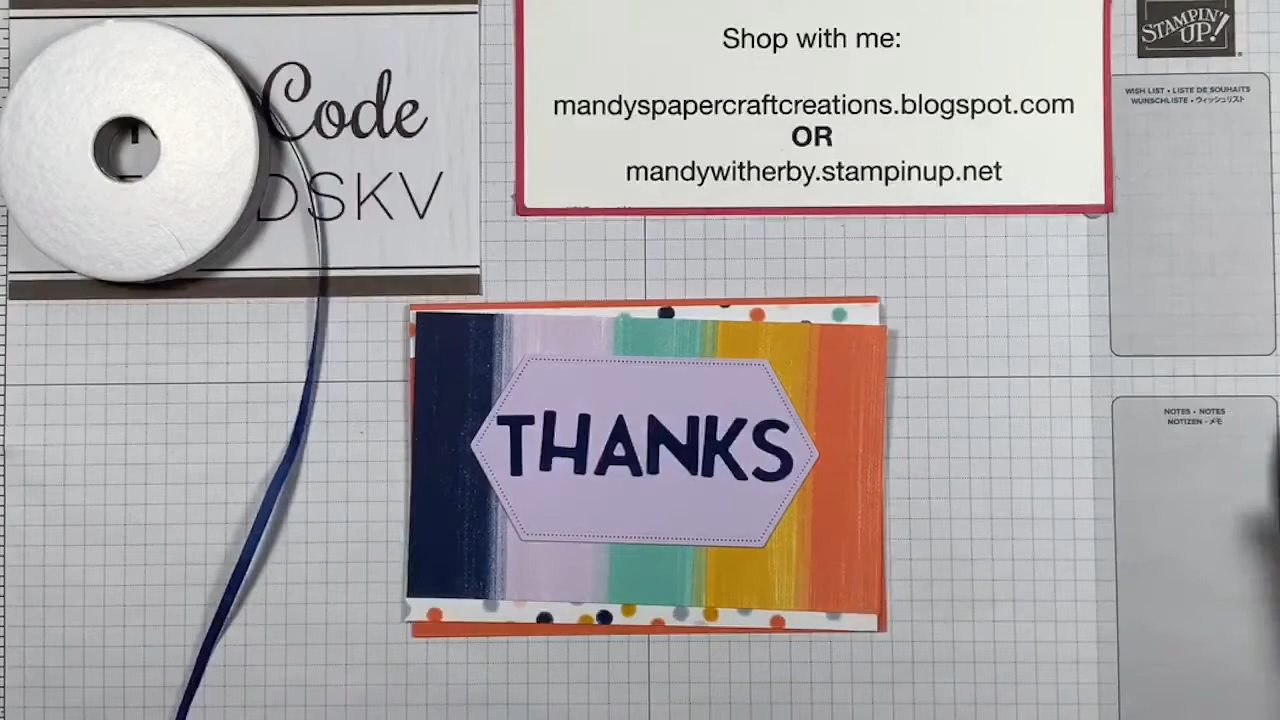 Code
DSKV
Shop with me:
mandyspapercraftcreations.blogspot.com
OR
mandywitherby.stampinup.net
STAMPIN' UP!
WISH LIST • LISTE DE SOUHAITS
WUNSCHLISTE • ウィッシュリスト
NOTES • NOTES
NOTIZEN • メモ
THANKS